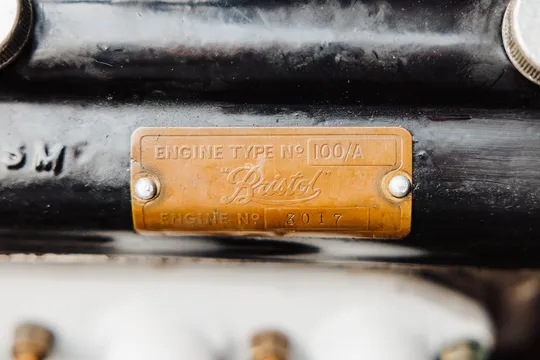 ENGINE TYPE Nº 100/A
"Bristol"
ENGINE Nº 3017